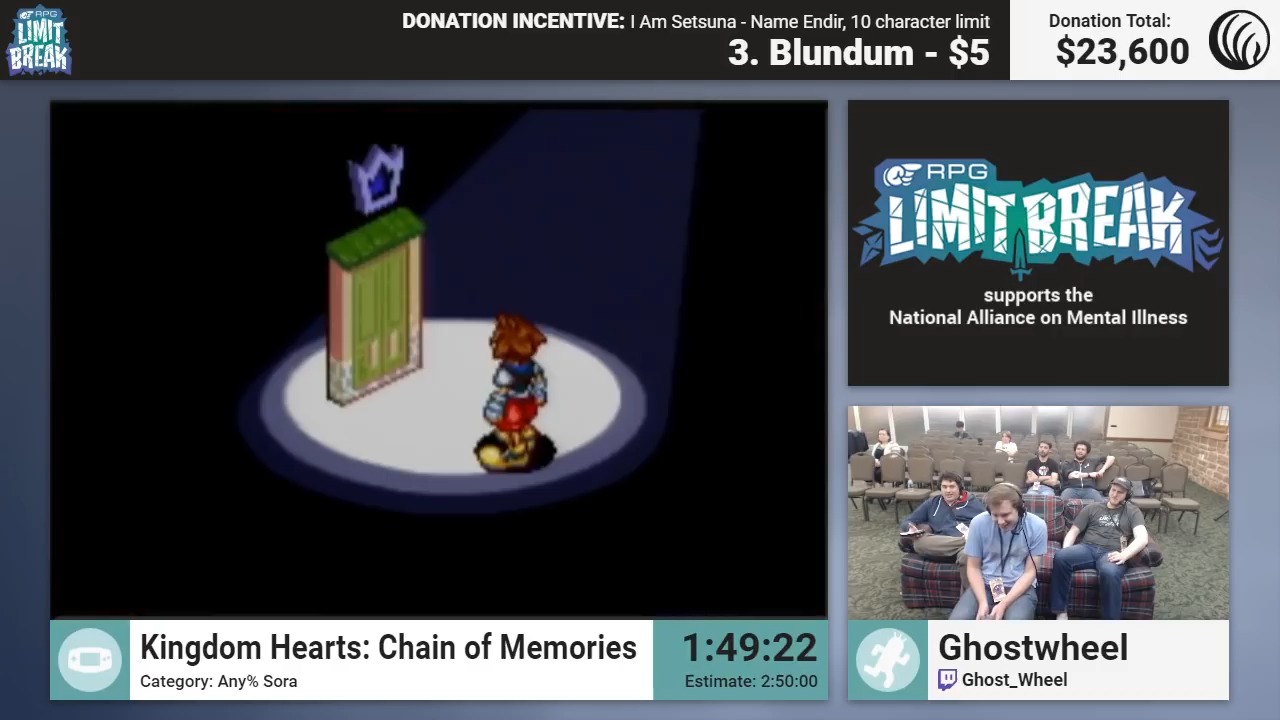 RPG
LIMIT
BREAK
DONATION INCENTIVE: I Am Setsuna - Name Endir, 10 character limit
3. Blundum - $5
Donation Total:
$23,600
RPG
LIMIT BREAK
supports the
National Alliance on Mental Illness
Kingdom Hearts: Chain of Memories
Category: Any% Sora
1:49:22
Estimate: 2:50:00
Ghostwheel
Ghost_Wheel